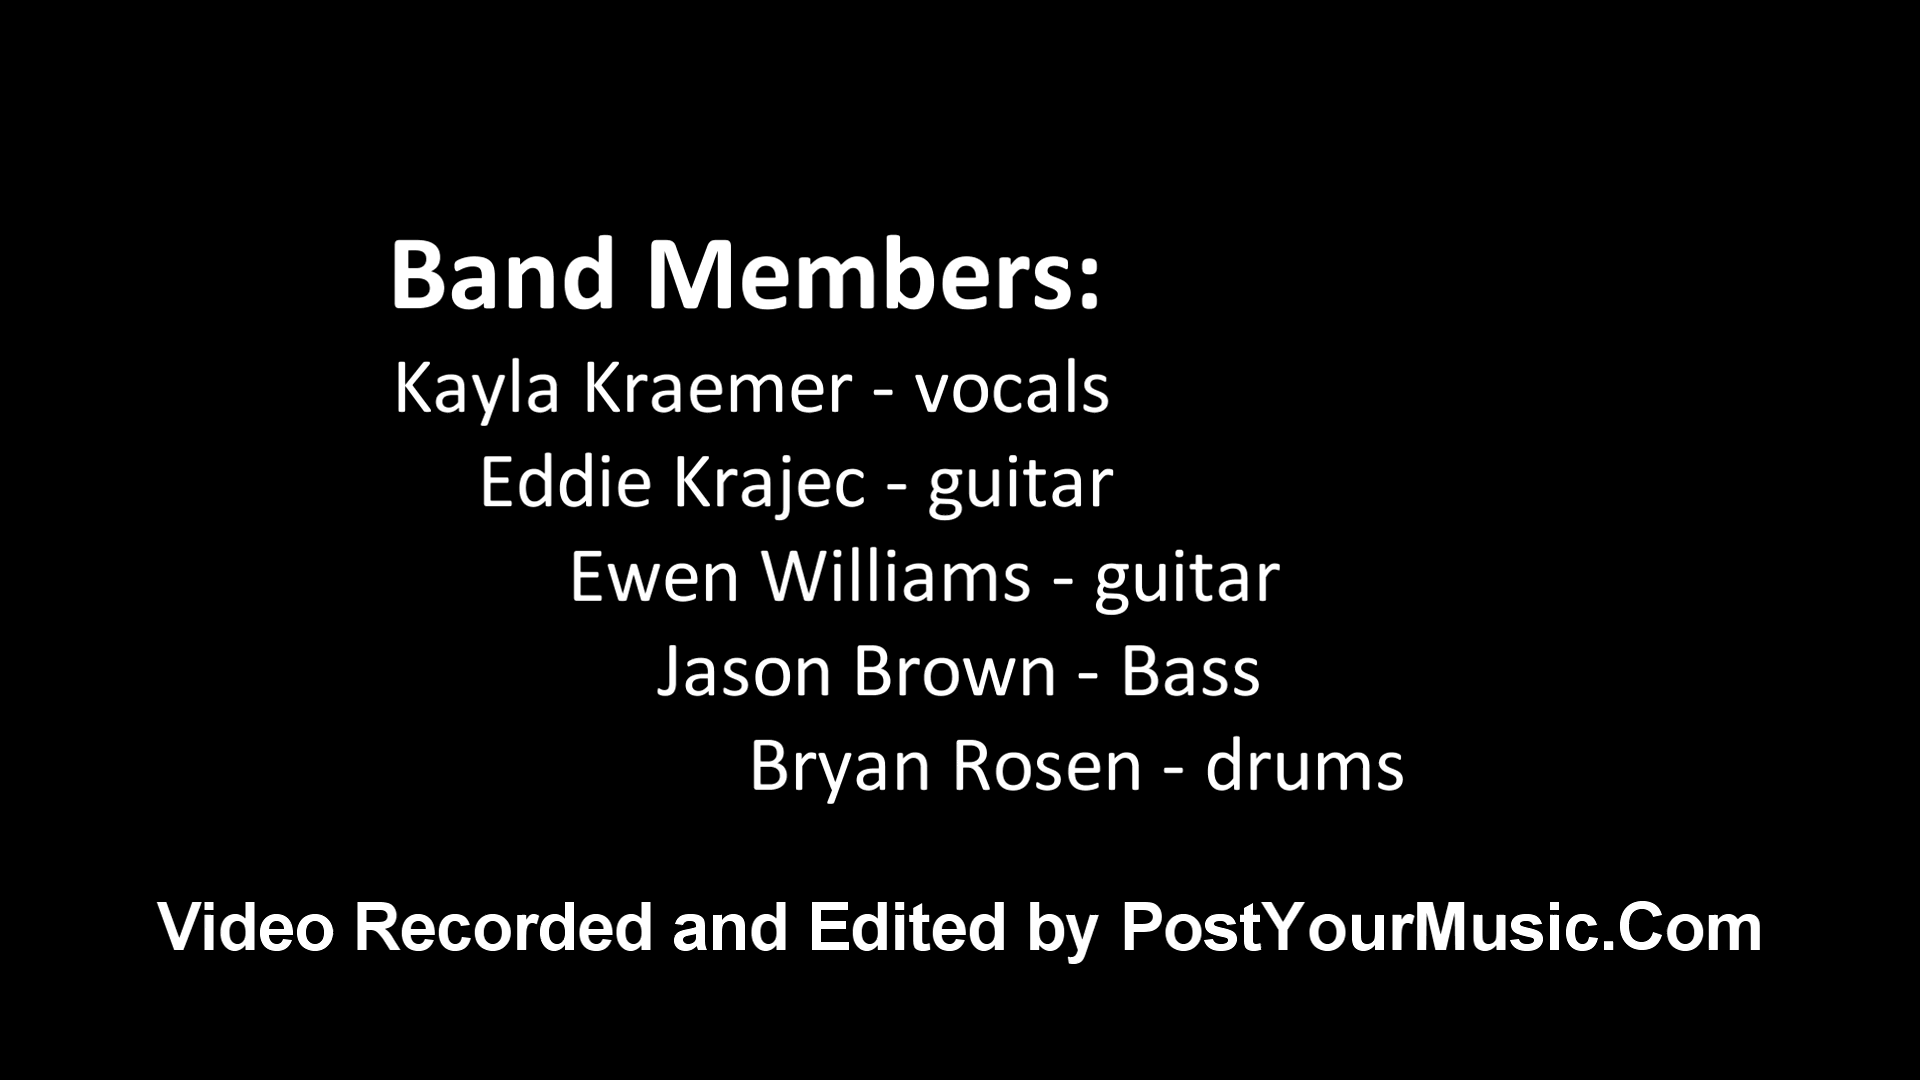 Band Members:
Kayla Kraemer - vocals
Eddie Krajec - guitar
Ewen Williams - guitar
Jason Brown - Bass
Bryan Rosen - drums
Video Recorded and Edited by PostYourMusic.Com